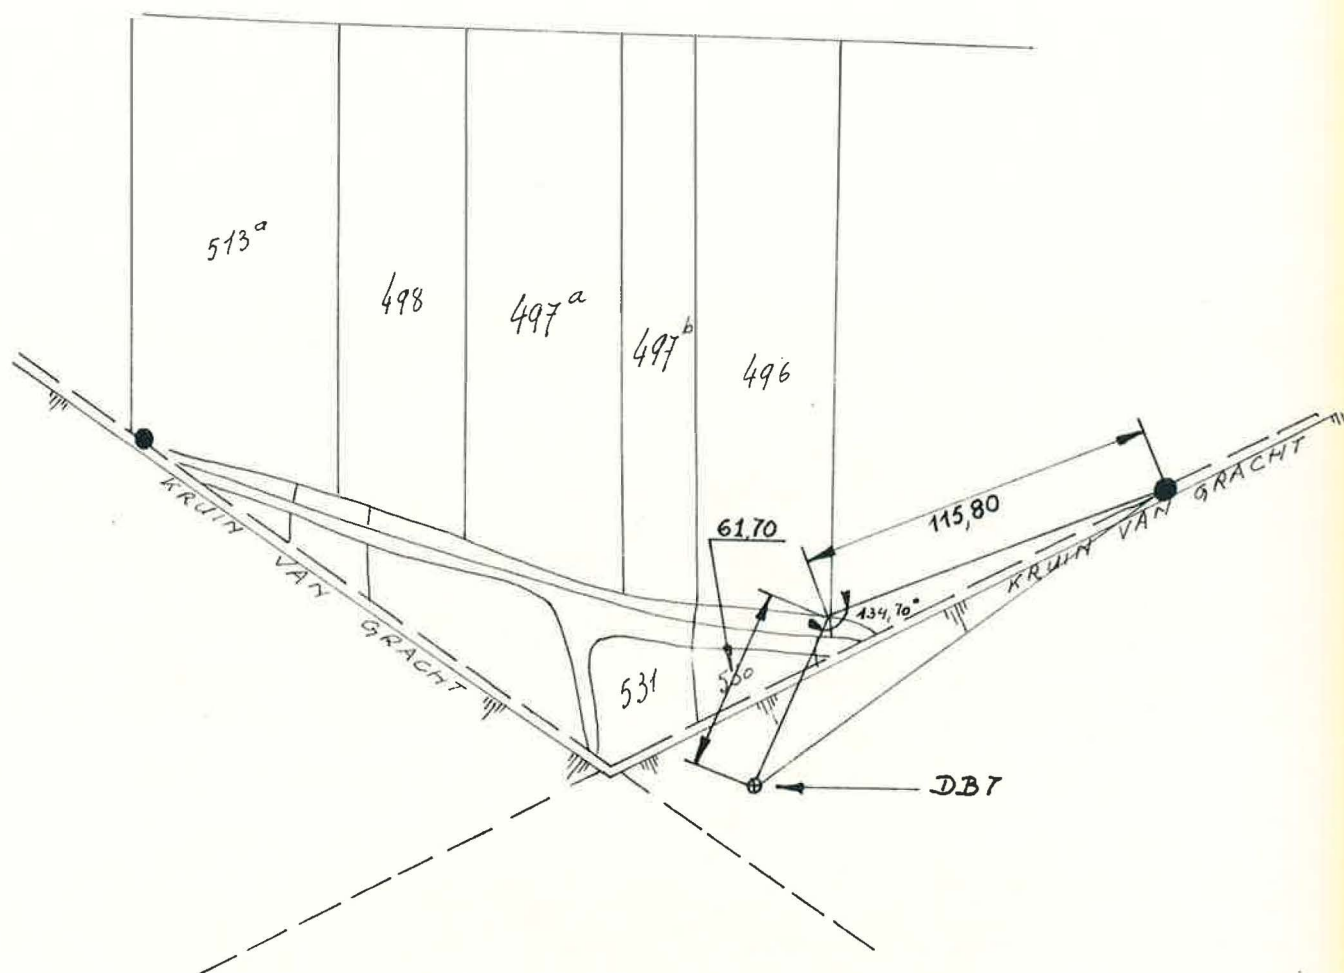 513a
498
497a
497b
496
61,70
115,80
134,70°
KRUIN VAN GRACHT
KRUIN VAN GRACHT
531
530
DB7